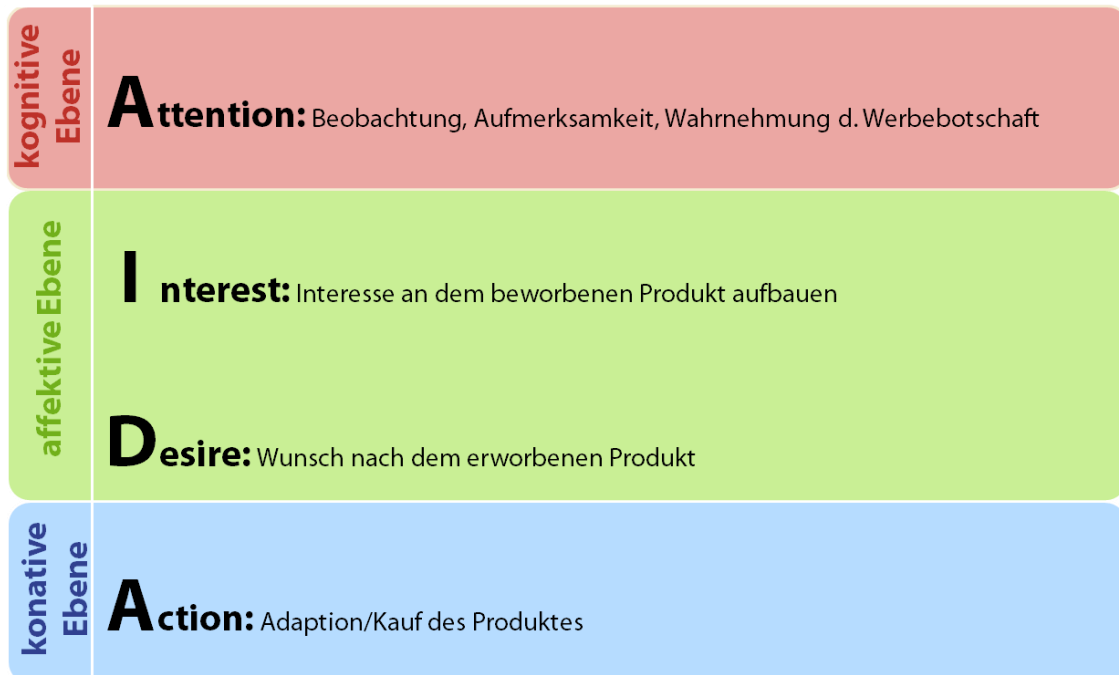 kognitive
Ebene
Attention: Beobachtung, Aufmerksamkeit, Wahrnehmung d. Werbebotschaft
affektive Ebene
Interest: Interesse an dem beworbenen Produkt aufbauen
Desire: Wunsch nach dem erworbenen Produkt
konative
Ebene
Action: Adaption/Kauf des Produktes